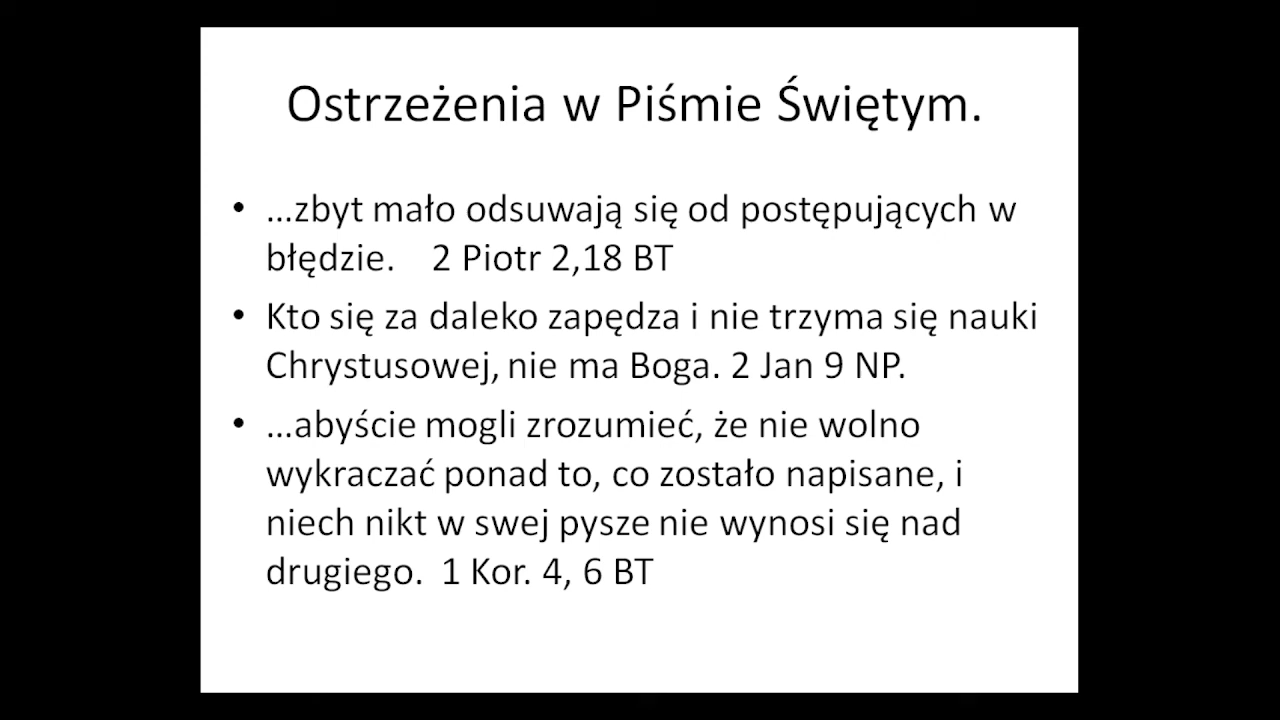 Ostrzeżenia w Piśmie Świętym.
• ...zbyt mało odsuwają się od postępujących w
błędzie. 2 Piotr 2,18 BT
• Kto się za daleko zapędza i nie trzyma się nauki
Chrystusowej, nie ma Boga. 2 Jan 9 NP.
• ...abyście mogli zrozumieć, że nie wolno
wykraczać ponad to, co zostało napisane, i
niech nikt w swej pysze nie wynosi się nad
drugiego. 1 Kor. 4, 6 BT